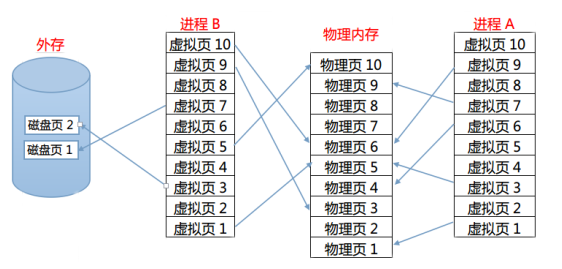 外存
磁盘页 2
磁盘页 1
进程 B
虚拟页 10
虚拟页 9
虚拟页 8
虚拟页 7
虚拟页 6
虚拟页 5
虚拟页 4
虚拟页 3
虚拟页 2
虚拟页 1
物理内存
物理页 10
物理页 9
物理页 8
物理页 7
物理页 6
物理页 5
物理页 4
物理页 3
物理页 2
物理页 1
进程 A
虚拟页 10
虚拟页 9
虚拟页 8
虚拟页 7
虚拟页 6
虚拟页 5
虚拟页 4
虚拟页 3
虚拟页 2
虚拟页 1